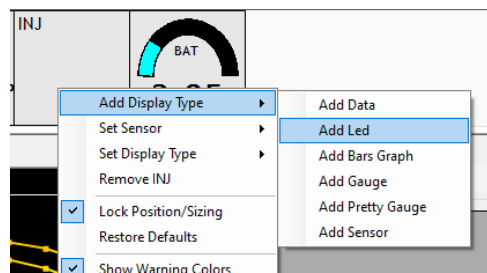 INJ
BAT
Add Display Type
Set Sensor
Set Display Type
Remove INJ
Lock Position/Sizing
Restore Defaults
Show Warning Colors
Add Data
Add Led
Add Bars Graph
Add Gauge
Add Pretty Gauge
Add Sensor